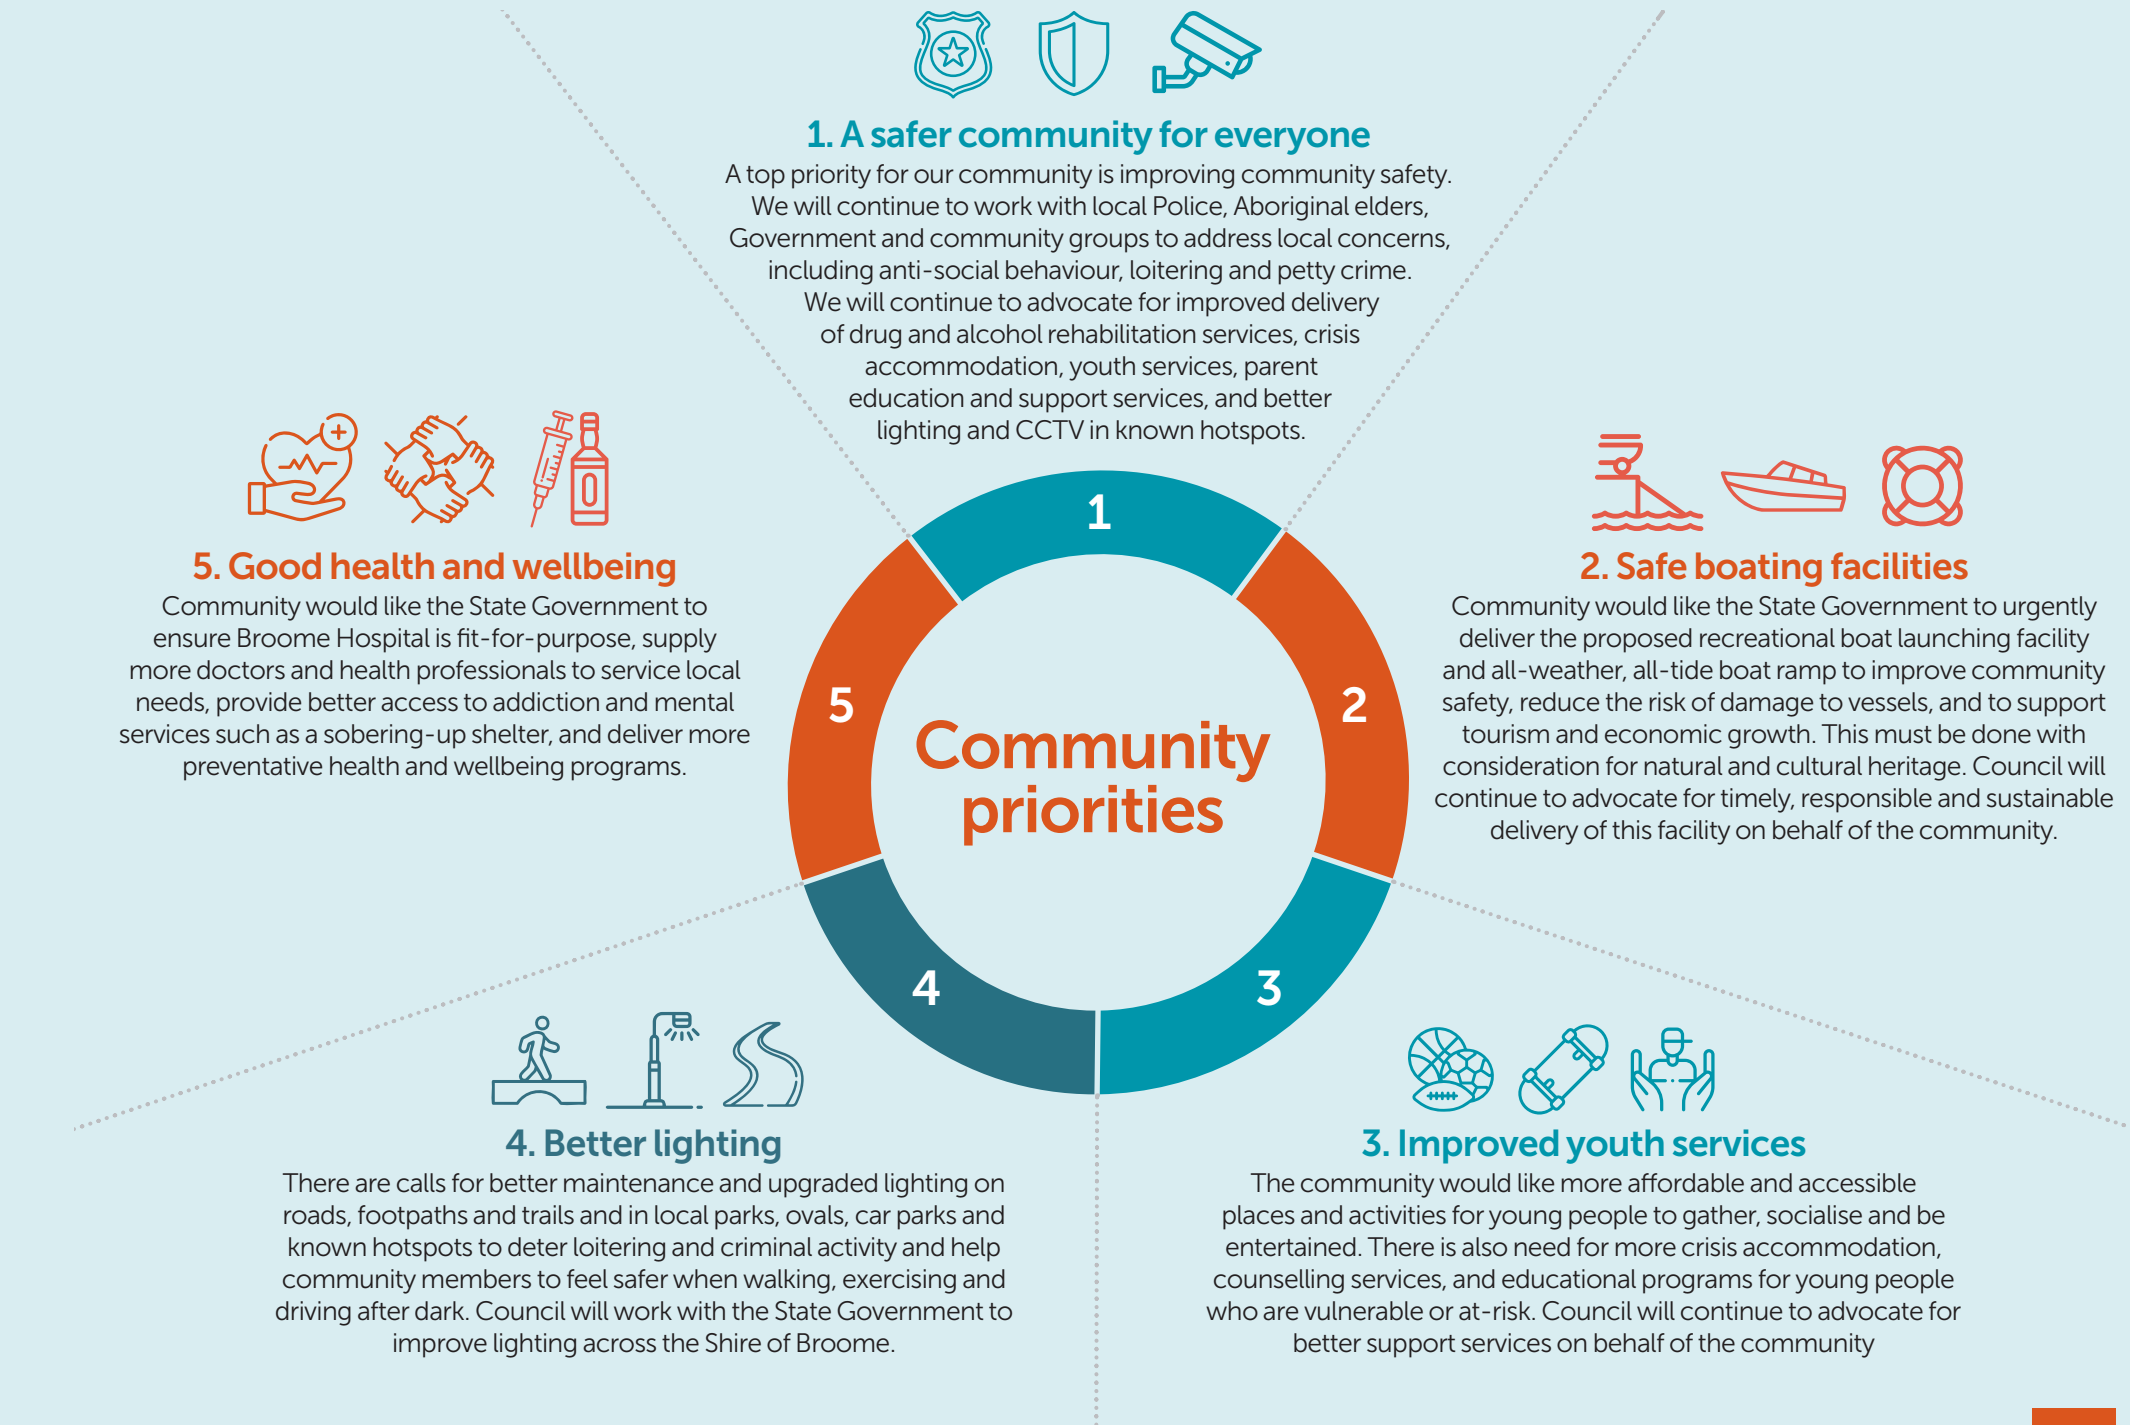 1. A safer community for everyone
A top priority for our community is improving community safety.
We will continue to work with local Police, Aboriginal elders,
Government and community groups to address local concerns,
including anti-social behaviour, loitering and petty crime.
We will continue to advocate for improved delivery
of drug and alcohol rehabilitation services, crisis
accommodation, youth services, parent
education and support services, and better
lighting and CCTV in known hotspots.
2. Safe boating facilities
Community would like the State Government to urgently
deliver the proposed recreational boat launching facility
and all-weather, all-tide boat ramp to improve community
safety, reduce the risk of damage to vessels, and to support
tourism and economic growth. This must be done with
consideration for natural and cultural heritage. Council will
continue to advocate for timely, responsible and sustainable
delivery of this facility on behalf of the community.
3. Improved youth services
The community would like more affordable and accessible
places and activities for young people to gather, socialise and be
entertained. There is also need for more crisis accommodation,
counselling services, and educational programs for young people
who are vulnerable or at-risk. Council will continue to advocate for
better support services on behalf of the community
4. Better lighting
There are calls for better maintenance and upgraded lighting on
roads, footpaths and trails and in local parks, ovals, car parks and
known hotspots to deter loitering and criminal activity and help
community members to feel safer when walking, exercising and
driving after dark. Council will work with the State Government to
improve lighting across the Shire of Broome.
5. Good health and wellbeing
Community would like the State Government to
ensure Broome Hospital is fit-for-purpose, supply
more doctors and health professionals to service local
needs, provide better access to addiction and mental
services such as a sobering-up shelter, and deliver more
preventative health and wellbeing programs.
Community
priorities
1
2
3
4
5